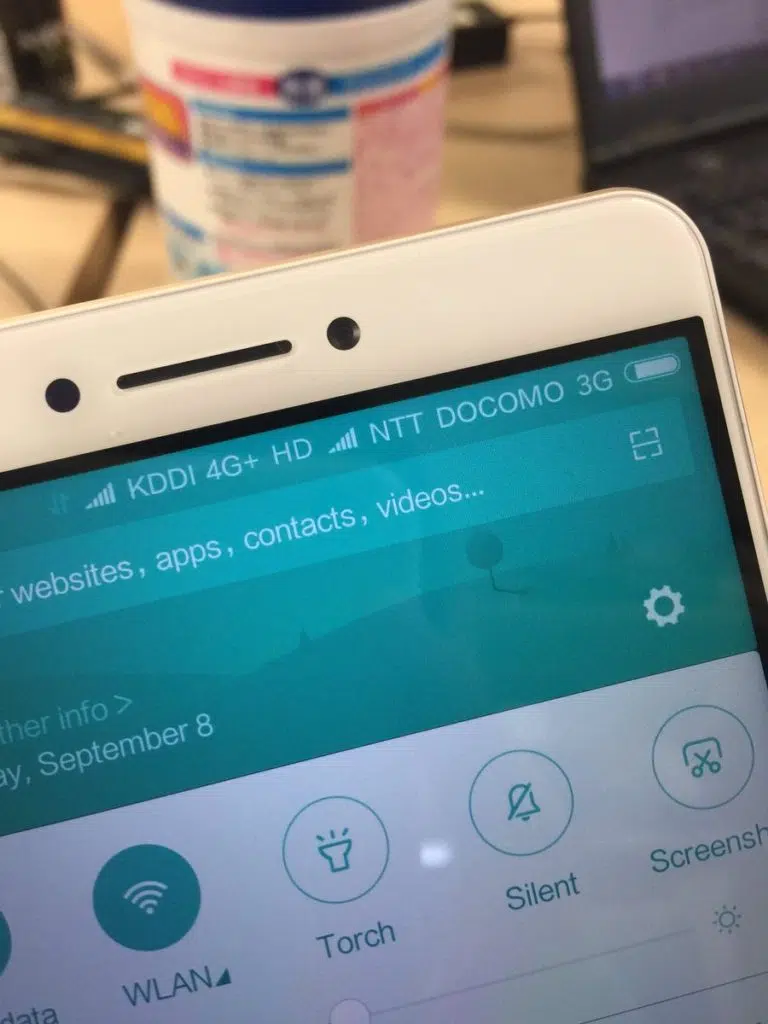 KDDI 4G+ HD NTT DOCOMO 3G
websites, apps, contacts, videos...
ther info >
ay, September 8
Screensh
Silent
Torch
WLAN
data